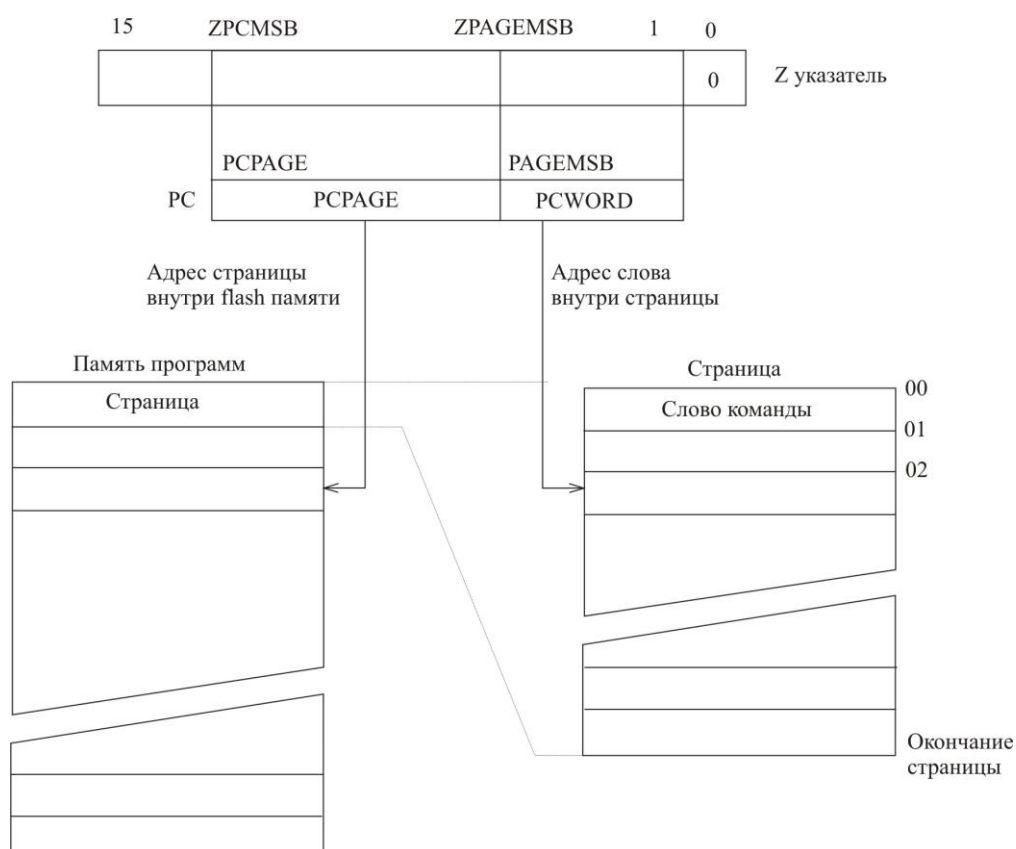 15 ZPCMSB ZPAGEMSB 1 0
0 Z указатель
PCPAGE PAGEMSB
PC PCPAGE PCWORD
Адрес страницы
внутри flash памяти
Адрес слова
внутри страницы
Память программ
Страница
Страница
Слово команды
00
01
02
Окончание
страницы